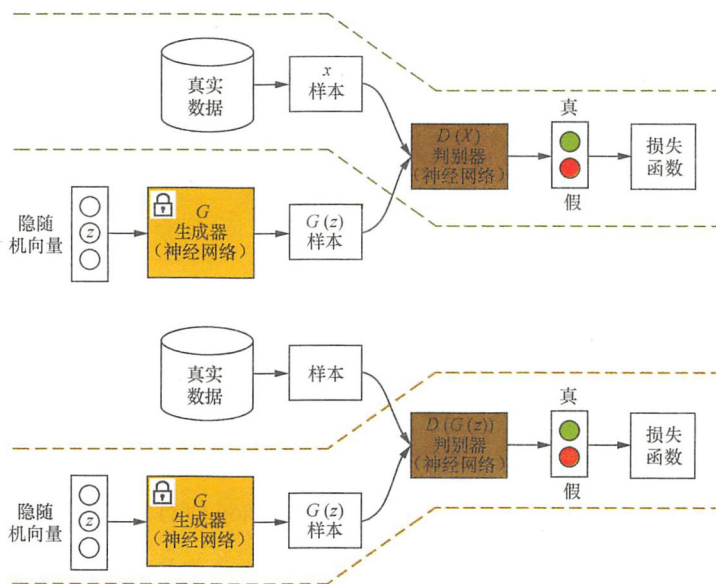 真实
数据
x
样本
D(X)
判别器
(神经网络)
真
假
损失
函数
隐随
机向量
z
G
生成器
(神经网络)
G(z)
样本
真实
数据
样本
D(G(z))
判别器
(神经网络)
真
假
损失
函数
隐随
机向量
z
G
生成器
(神经网络)
G(z)
样本